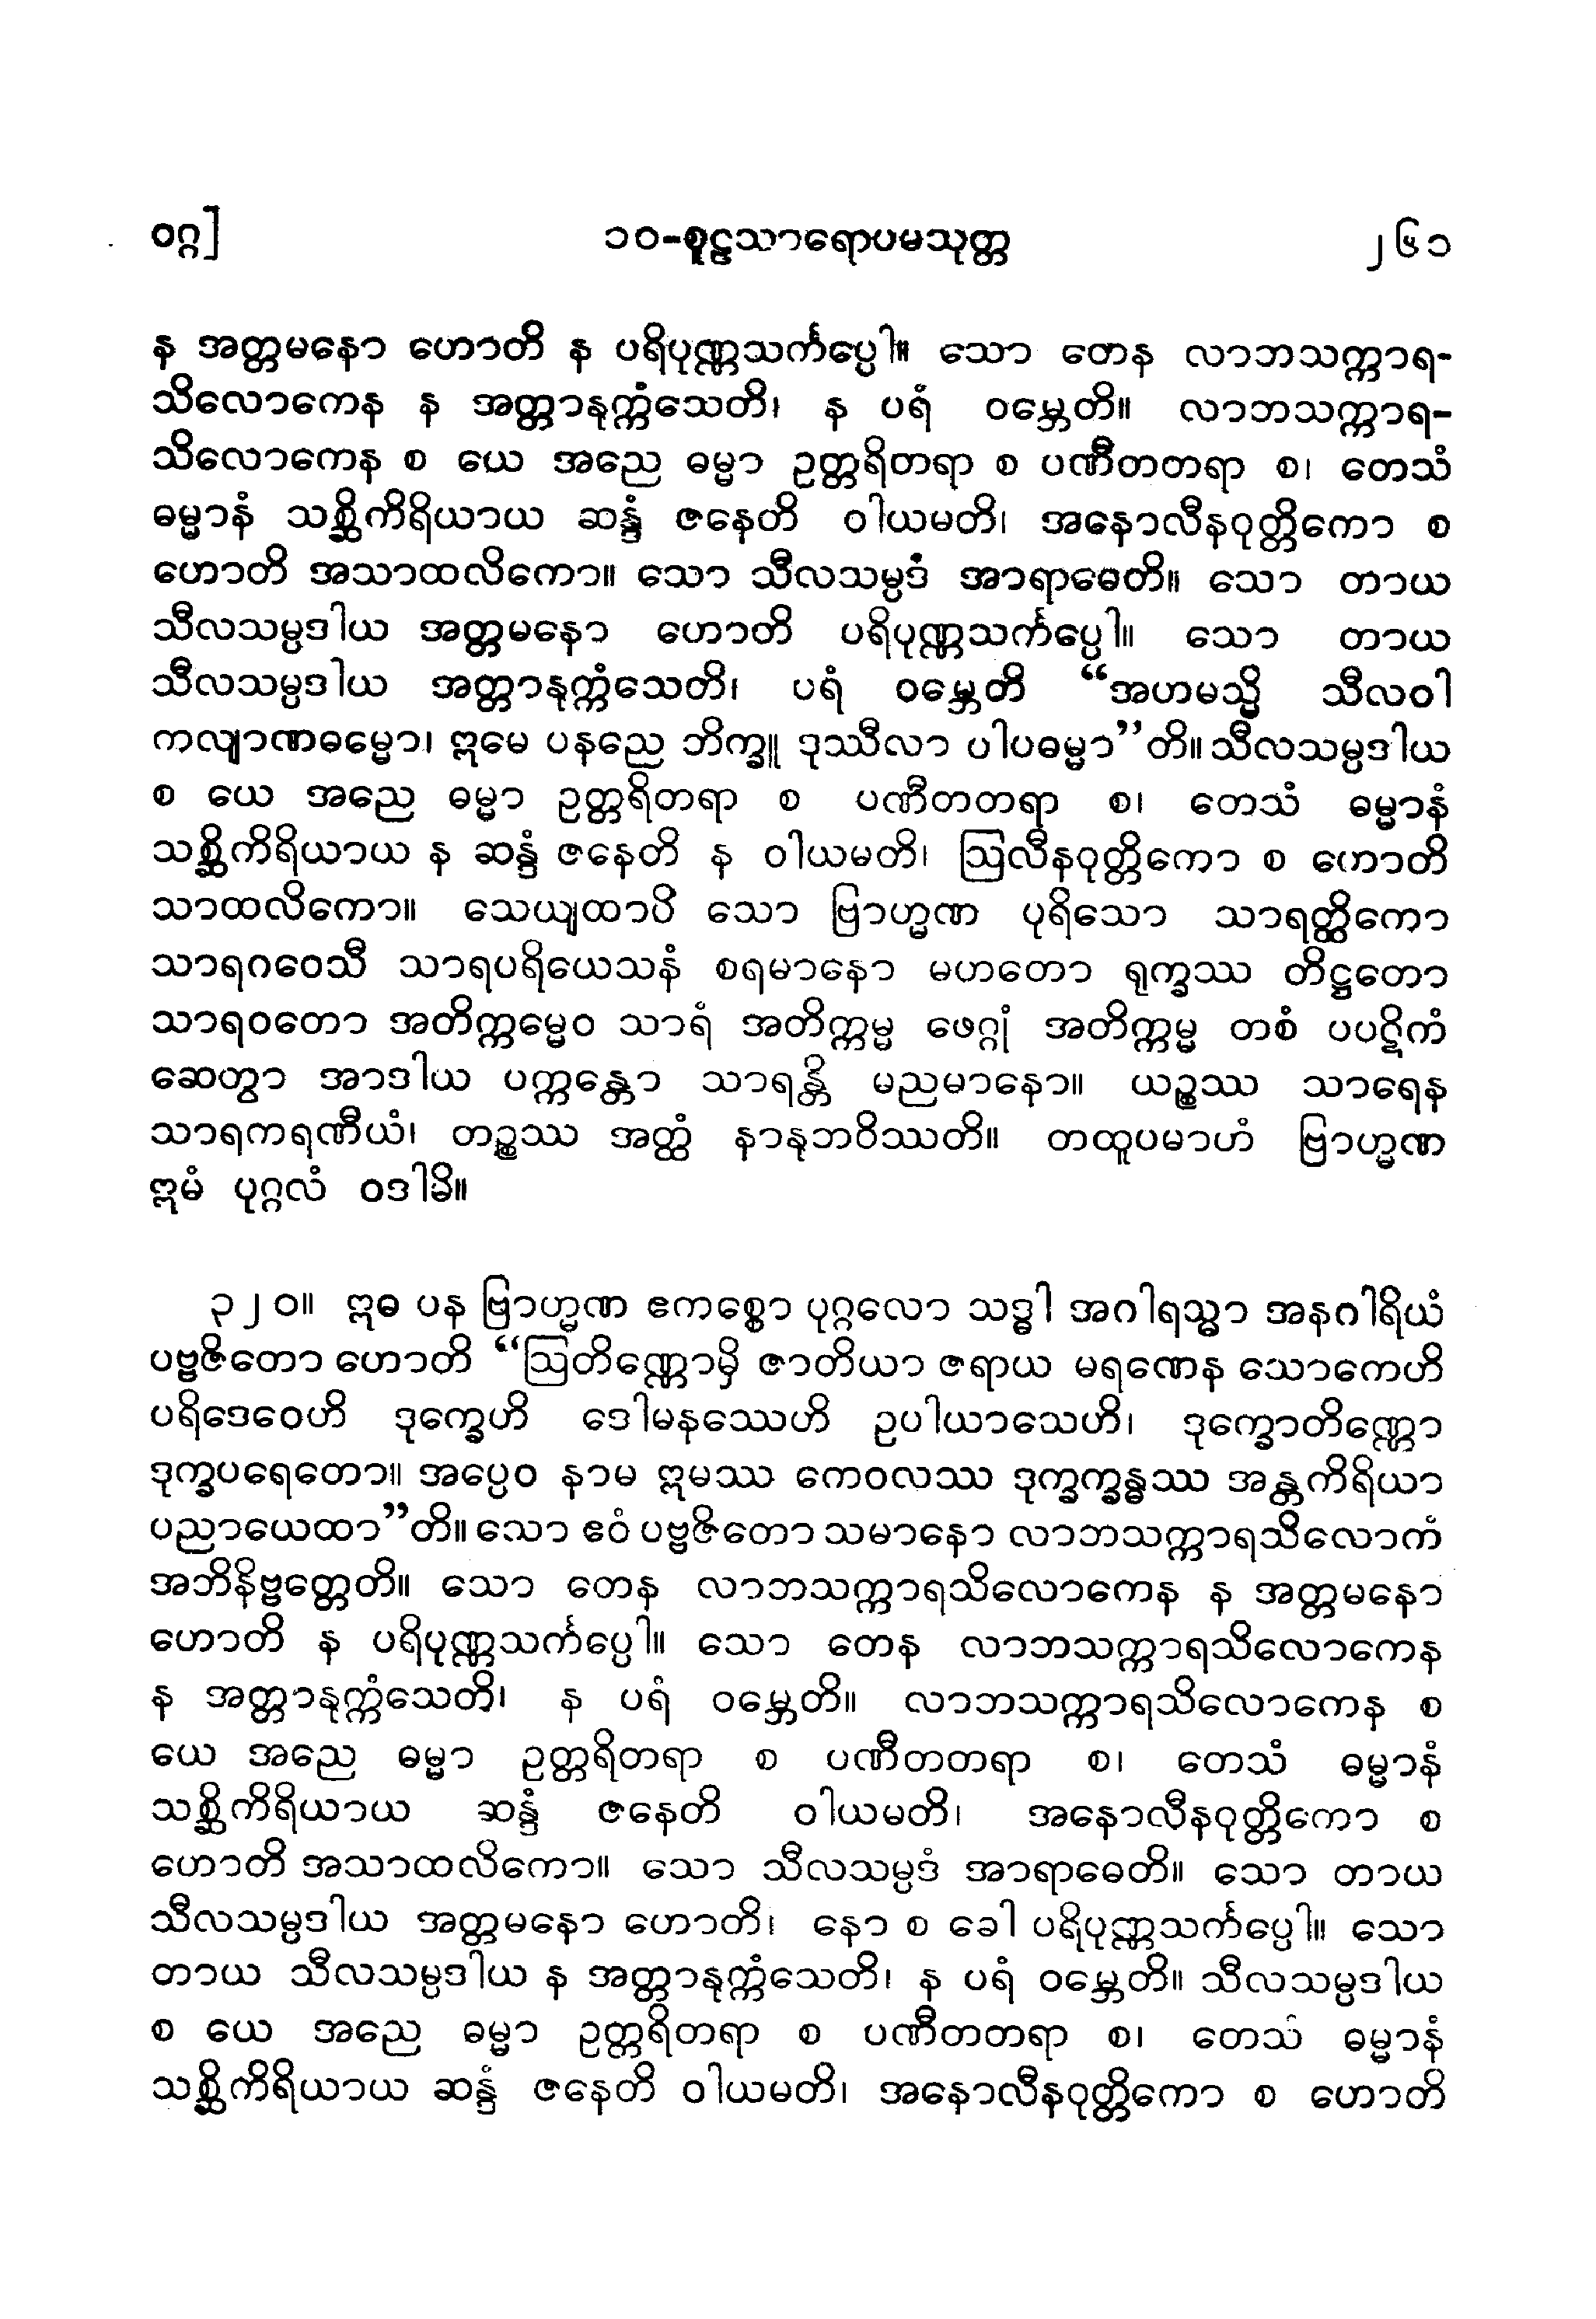 ဝဂ္ဂ]
၁၀-စူဠသာရောပမသုတ္တ
၂၆၁
န အတ္တမနော ဟောတိ န ပရိပုဏ္ဏသင်္ကပ္ပေါ။ သော တေန လာဘသက္ကာရ-
သိလောကေန န အတ္တာနုက္ကံသေတိ၊ န ပရံ ဝမ္ဘေတိ။ လာဘသက္ကာရ-
သိလောကေန စ ယေ အညေ ဓမ္မာ ဥတ္တရိတရာ စ ပဏီတတရာ စ၊ တေသံ
ဓမ္မာနံ သစ္ဆိကိရိယာယ ဆန္ဒံ ဇနေတိ ဝါယမတိ၊ အနောလီနဝုတ္တိကော စ
ဟောတိ အသာထလိကော။ သော သီလသမ္ပဒံ အာရာဓေတိ။ သော တာယ
သီလသမ္ပဒါယ အတ္တမနော ဟောတိ ပရိပုဏ္ဏသင်္ကပ္ပေါ။ သော တာယ
သီလသမ္ပဒါယ အတ္တာနုက္ကံသေတိ၊ ပရံ ဝမ္ဘေတိ “အဟမသ္မိ သီလဝါ
ကလျာဏဓမ္မော၊ ဣမေ ပနညေ ဘိက္ခူ ဒုဿီလာ ပါပဓမ္မာ”တိ။ သီလသမ္ပဒါယ
စ ယေ အညေ ဓမ္မာ ဥတ္တရိတရာ စ ပဏီတတရာ စ၊ တေသံ ဓမ္မာနံ
သစ္ဆိကိရိယာယ န ဆန္ဒံ ဇနေတိ န ဝါယမတိ၊ ဩလီနဝုတ္တိကော စ ဟောတိ
သာထလိကော။ သေယျထာပိ သော ဗြာဟ္မဏ ပုရိသော သာရတ္ထိကော
သာရဂဝေသီ သာရပရိယေသနံ စရမာနော မဟတော ရုက္ခဿ တိဋ္ဌတော
သာရဝတော အတိက္ကမ္မေဝ သာရံ အတိက္ကမ္မ ဖေဂ္ဂုံ အတိက္ကမ္မ တစံ ပပဋိကံ
ဆေတွာ အာဒါယ ပက္ကန္တော သာရန္တိ မညမာနော။ ယဉ္စဿ သာရေန
သာရကရဏီယံ၊ တဉ္စဿ အတ္ထံ နာနုဘဝိဿတိ။ တထူပမာဟံ ဗြာဟ္မဏ
ဣမံ ပုဂ္ဂလံ ဝဒါမိ။
၃၂၀။ ဣဓ ပန ဗြာဟ္မဏ ဧကစ္စော ပုဂ္ဂလော သဒ္ဓါ အဂါရသ္မာ အနဂါရိယံ
ပဗ္ဗဇိတော ဟောတိ “ဩတိဏ္ဏောမှိ ဇာတိယာ ဇရာယ မရဏေန သောကေဟိ
ပရိဒေဝေဟိ ဒုက္ခေဟိ ဒေါမနဿေဟိ ဥပါယာသေဟိ၊ ဒုက္ခောတိဏ္ဏော
ဒုက္ခပရေတော။ အပ္ပေဝ နာမ ဣမဿ ကေဝလဿ ဒုက္ခက္ခန္ဓဿ အန္တကိရိယာ
ပညာယေထာ”တိ။ သော ဧဝံ ပဗ္ဗဇိတော သမာနော လာဘသက္ကာရသိလောကံ
အဘိနိဗ္ဗတ္တေတိ။ သော တေန လာဘသက္ကာရသိလောကေန န အတ္တမနော
ဟောတိ န ပရိပုဏ္ဏသင်္ကပ္ပေါ။ သော တေန လာဘသက္ကာရသိလောကေန
န အတ္တာနုက္ကံသေတိ၊ န ပရံ ဝမ္ဘေတိ။ လာဘသက္ကာရသိလောကေန စ
ယေ အညေ ဓမ္မာ ဥတ္တရိတရာ စ ပဏီတတရာ စ၊ တေသံ ဓမ္မာနံ
သစ္ဆိကိရိယာယ ဆန္ဒံ ဇနေတိ ဝါယမတိ၊ အနောလီနဝုတ္တိကော စ
ဟောတိ အသာထလိကော။ သော သီလသမ္ပဒံ အာရာဓေတိ။ သော တာယ
သီလသမ္ပဒါယ အတ္တမနော ဟောတိ၊ နော စ ခေါ ပရိပုဏ္ဏသင်္ကပ္ပေါ။ သော
တာယ သီလသမ္ပဒါယ န အတ္တာနုက္ကံသေတိ၊ န ပရံ ဝမ္ဘေတိ။ သီလသမ္ပဒါယ
စ ယေ အညေ ဓမ္မာ ဥတ္တရိတရာ စ ပဏီတတရာ စ၊ တေသံ ဓမ္မာနံ
သစ္ဆိကိရိယာယ ဆန္ဒံ ဇနေတိ ဝါယမတိ၊ အနောလီနဝုတ္တိကော စ ဟောတိ